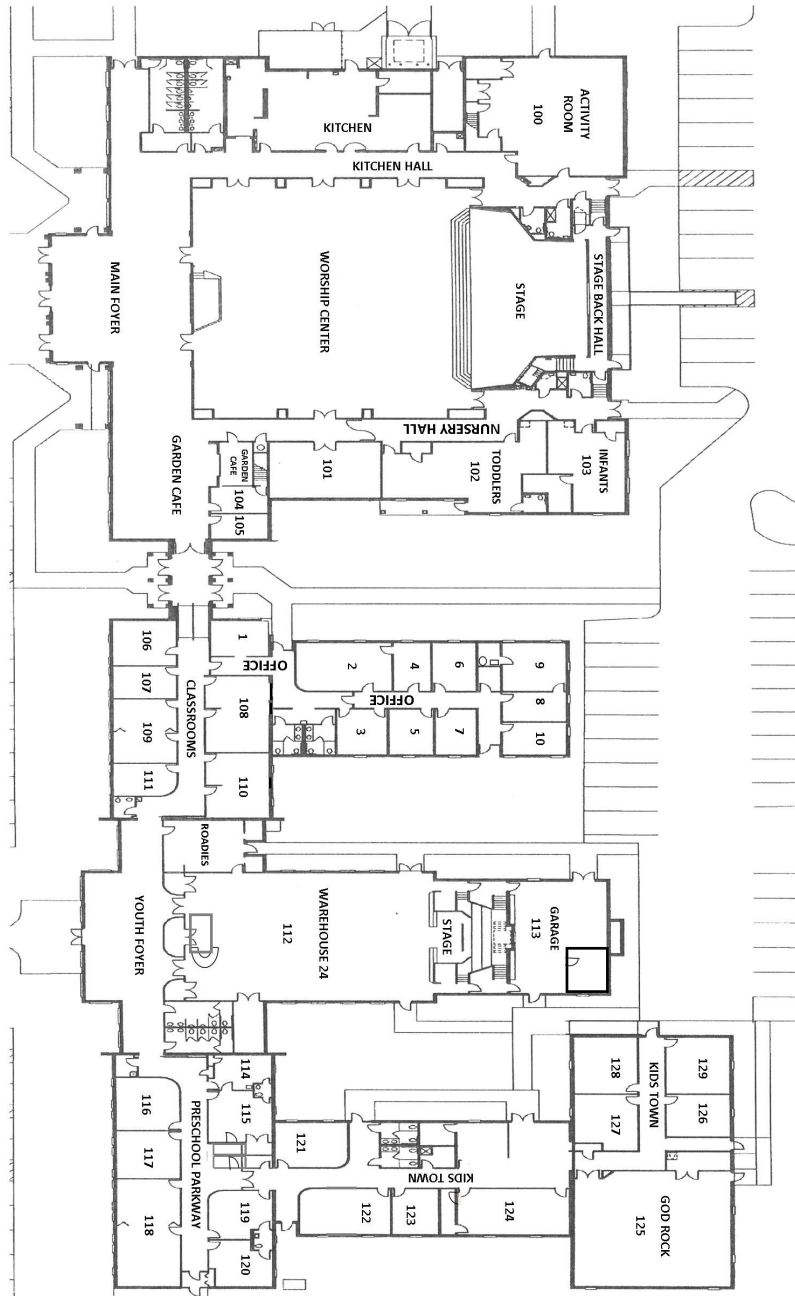 ACTIVITY
ROOM
100
KITCHEN
KITCHEN HALL
MAIN FOYER
WORSHIP CENTER
STAGE
STAGE BACK HALL
NURSERY HALL
GARDEN CAFE
GARDEN
CAFE
101
TODDLERS
102
INFANTS
103
104
105
106
1
OFFICE
2
4
6
9
107
CLASSROOMS
108
OFFICE
8
109
3
5
7
10
111
110
ROADIES
YOUTH FOYER
WAREHOUSE 24
112
STAGE
GARAGE
113
114
128
KIDS TOWN
129
116
PRESCHOOL PARKWAY
115
127
126
117
121
KIDS TOWN
118
119
122
123
124
GOD ROCK
125
120